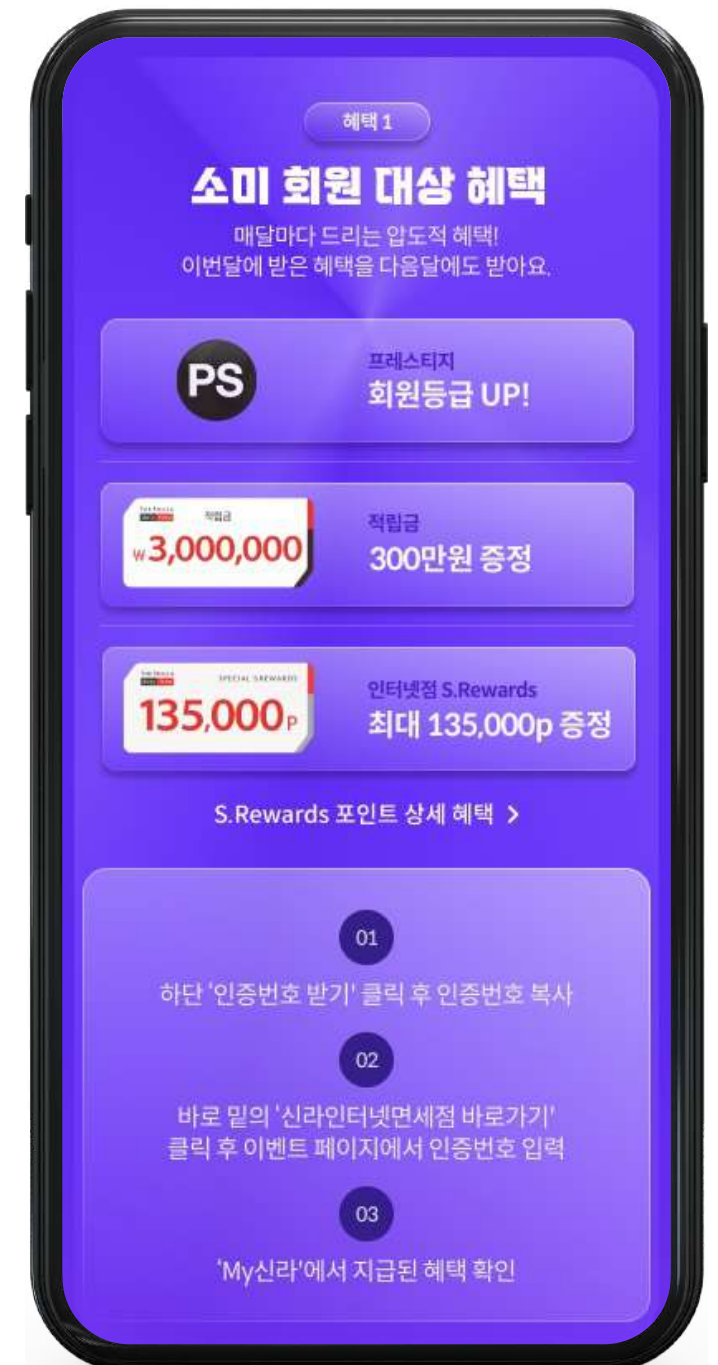 혜택 1
소미 회원 대상 혜택
매달마다 드리는 압도적 혜택!
이번달에 받은 혜택을 다음달에도 받아요.
PS
프레스티지
회원등급 UP!
적립금
₩3,000,000
적립금
300만원 증정
SPECIAL S.REWARDS
135,000P
인터넷점 S.Rewards
최대 135,000p 증정
S.Rewards 포인트 상세 혜택 >
01
하단 '인증번호 받기' 클릭 후 인증번호 복사
02
바로 밑의 '신라인터넷면세점 바로가기'
클릭 후 이벤트 페이지에서 인증번호 입력
03
'My신라'에서 지급된 혜택 확인